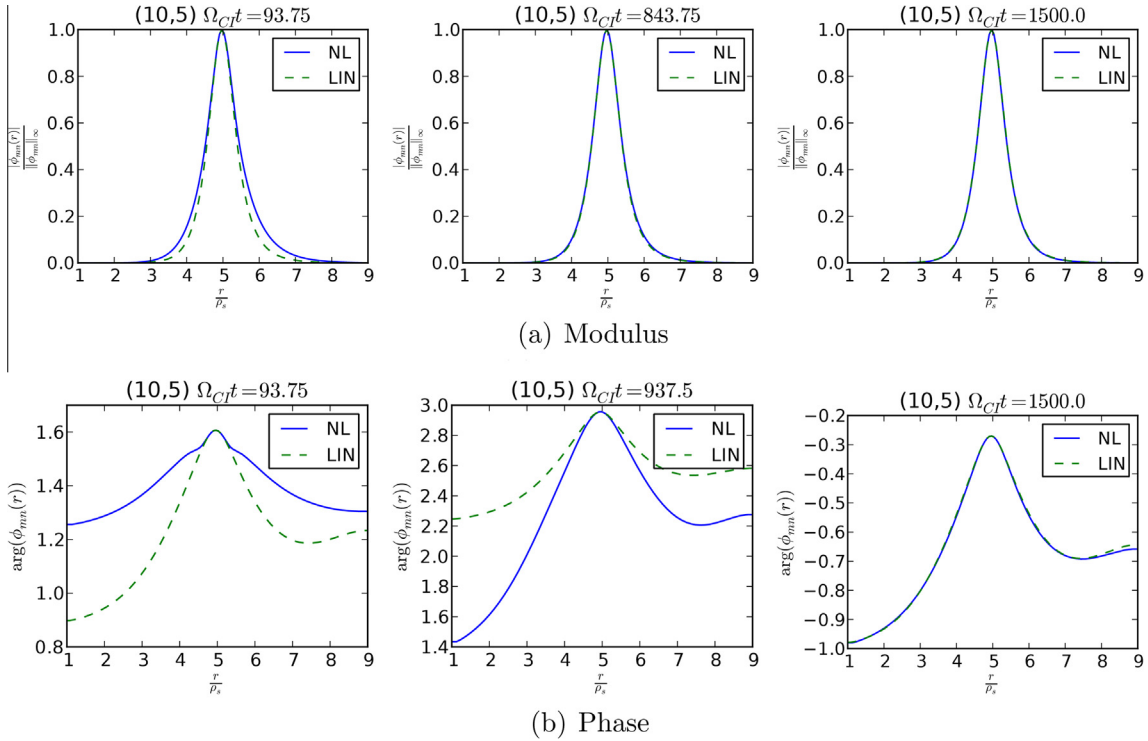 (10,5) Ω_CI t=93.75
(10,5) Ω_CI t=843.75
(10,5) Ω_CI t=1500.0
1.0
0.8
0.6
0.4
0.2
0.0
|ϕ_mn(r)|
‖ϕ_mn‖_∞
NL
LIN
1 2 3 4 5 6 7 8 9
r
ρ_s
1.0
0.8
0.6
0.4
0.2
0.0
|ϕ_mn(r)|
‖ϕ_mn‖_∞
NL
LIN
1 2 3 4 5 6 7 8 9
r
ρ_s
1.0
0.8
0.6
0.4
0.2
0.0
|ϕ_mn(r)|
‖ϕ_mn‖_∞
NL
LIN
1 2 3 4 5 6 7 8 9
r
ρ_s
(a) Modulus
(10,5) Ω_CI t=93.75
(10,5) Ω_CI t=937.5
(10,5) Ω_CI t=1500.0
1.6
1.4
1.2
1.0
0.8
arg(ϕ_mn(r))
NL
LIN
1 2 3 4 5 6 7 8 9
r
ρ_s
3.0
2.8
2.6
2.4
2.2
2.0
1.8
1.6
1.4
arg(ϕ_mn(r))
NL
LIN
1 2 3 4 5 6 7 8 9
r
ρ_s
−0.2
−0.3
−0.4
−0.5
−0.6
−0.7
−0.8
−0.9
−1.0
arg(ϕ_mn(r))
NL
LIN
1 2 3 4 5 6 7 8 9
r
ρ_s
(b) Phase